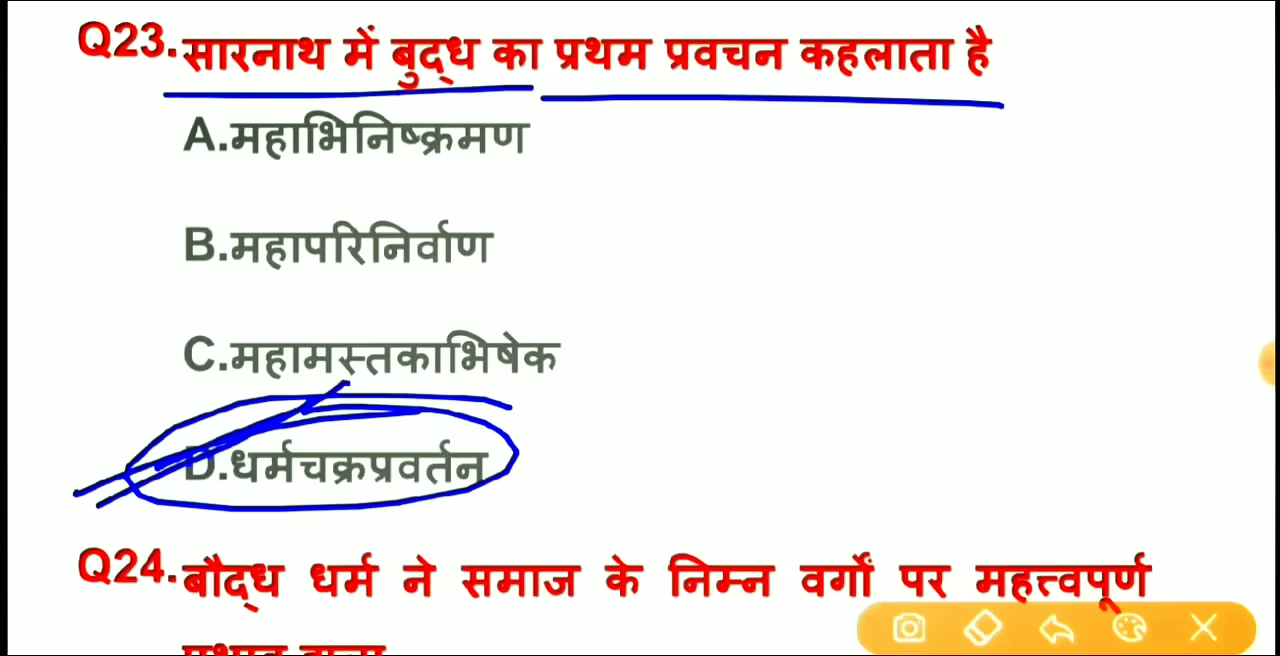 Q23.सारनाथ में बुद्ध का प्रथम प्रवचन कहलाता है
A.महाभिनिष्क्रमण
B.महापरिनिर्वाण
C.महामस्तकाभिषेक
D.धर्मचक्रप्रवर्तन
Q24.बौद्ध धर्म ने समाज के निम्न वर्गों पर महत्त्वपूर्ण